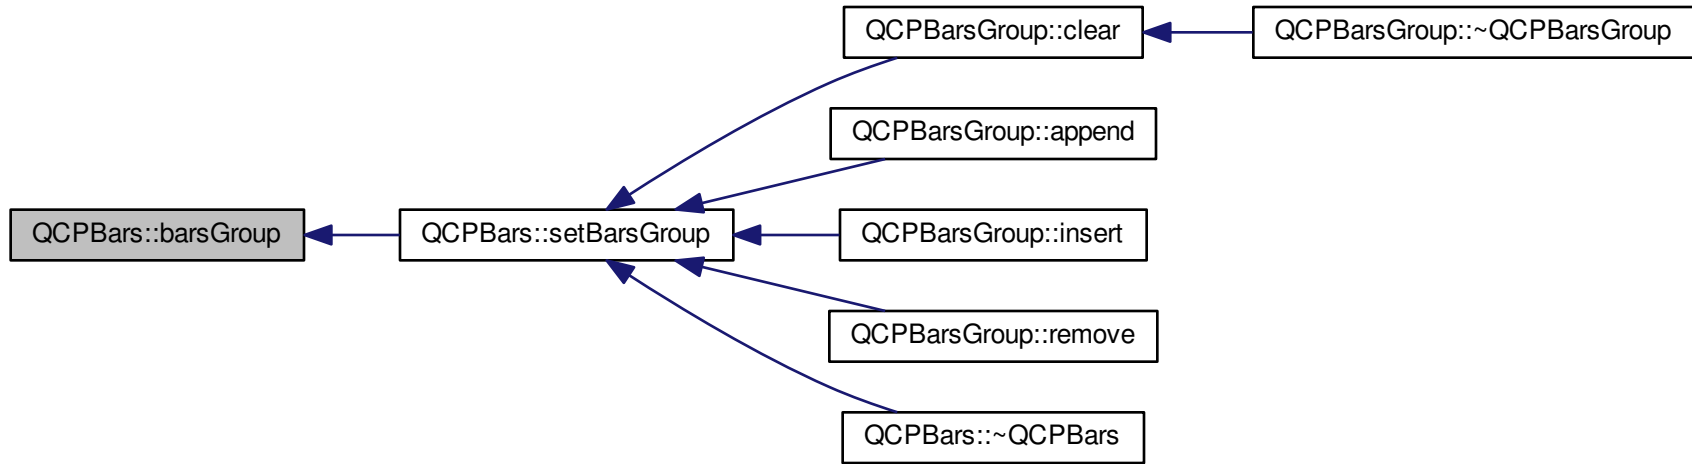 QCPBarsGroup::clear
QCPBarsGroup::~QCPBarsGroup
QCPBarsGroup::append
QCPBars::barsGroup
QCPBars::setBarsGroup
QCPBarsGroup::insert
QCPBarsGroup::remove
QCPBars::~QCPBars